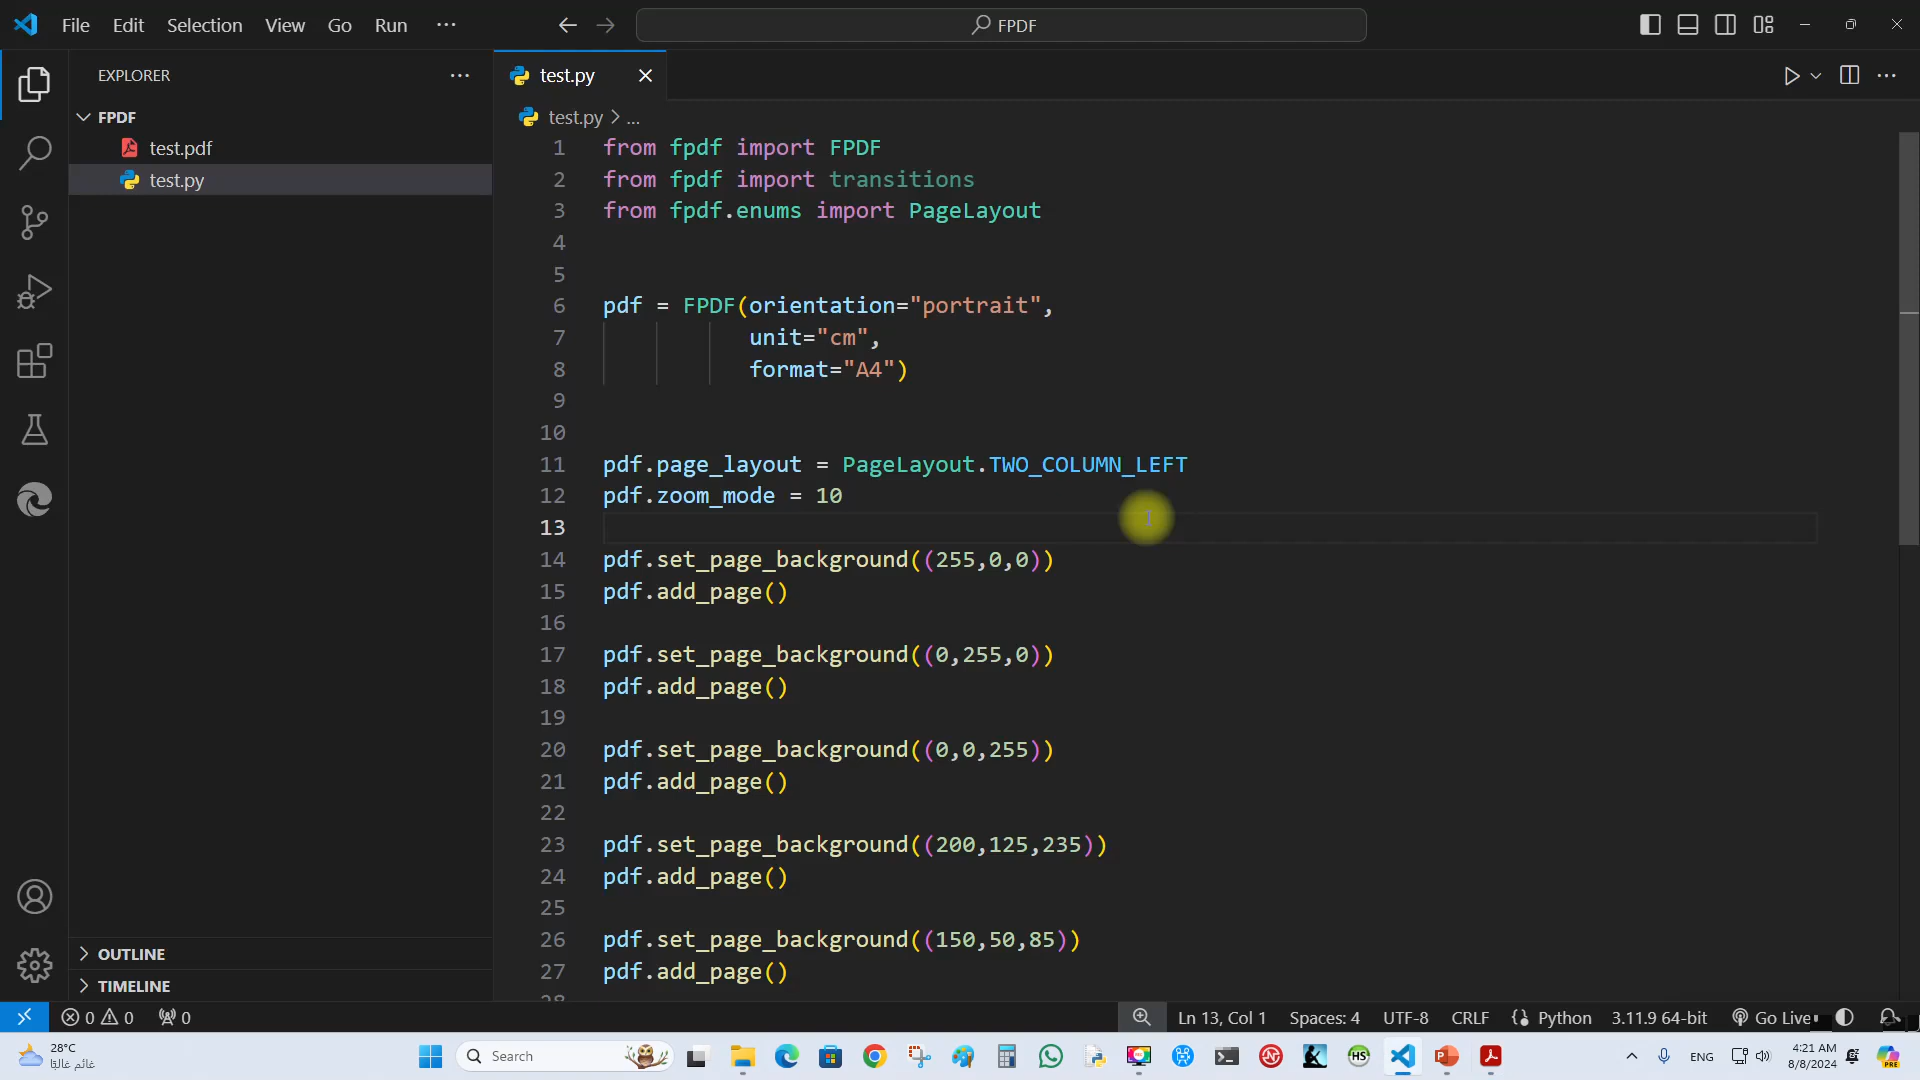 File Edit Selection View Go Run ···
FPDF
EXPLORER
FPDF
test.pdf
test.py
OUTLINE
TIMELINE
test.py
test.py > ...
1 from fpdf import FPDF
2 from fpdf import transitions
3 from fpdf.enums import PageLayout
4
5
6 pdf = FPDF(orientation="portrait",
7 unit="cm",
8 format="A4")
9
10
11 pdf.page_layout = PageLayout.TWO_COLUMN_LEFT
12 pdf.zoom_mode = 10
13
14 pdf.set_page_background((255,0,0))
15 pdf.add_page()
16
17 pdf.set_page_background((0,255,0))
18 pdf.add_page()
19
20 pdf.set_page_background((0,0,255))
21 pdf.add_page()
22
23 pdf.set_page_background((200,125,235))
24 pdf.add_page()
25
26 pdf.set_page_background((150,50,85))
27 pdf.add_page()
28
0 0 0
Ln 13, Col 1 Spaces: 4 UTF-8 CRLF Python 3.11.9 64-bit Go Live
28°C
غائم غالبًا
Search
HS
PRE
ENG
4:21 AM
8/8/2024